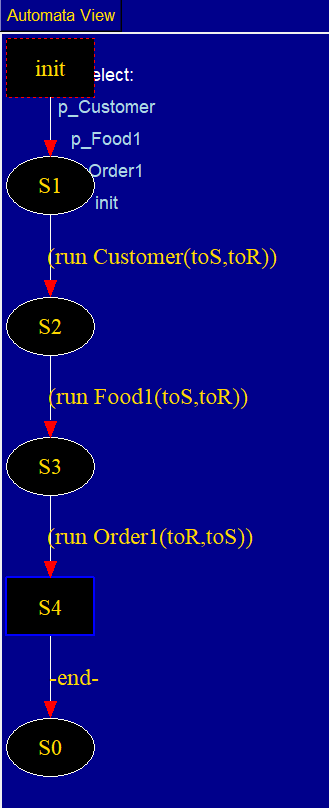 Automata View
init
elect:
p_Customer
p_Food1
S1
Order1
init
(run Customer(toS,toR))
S2
(run Food1(toS,toR))
S3
(run Order1(toR,toS))
S4
-end-
S0